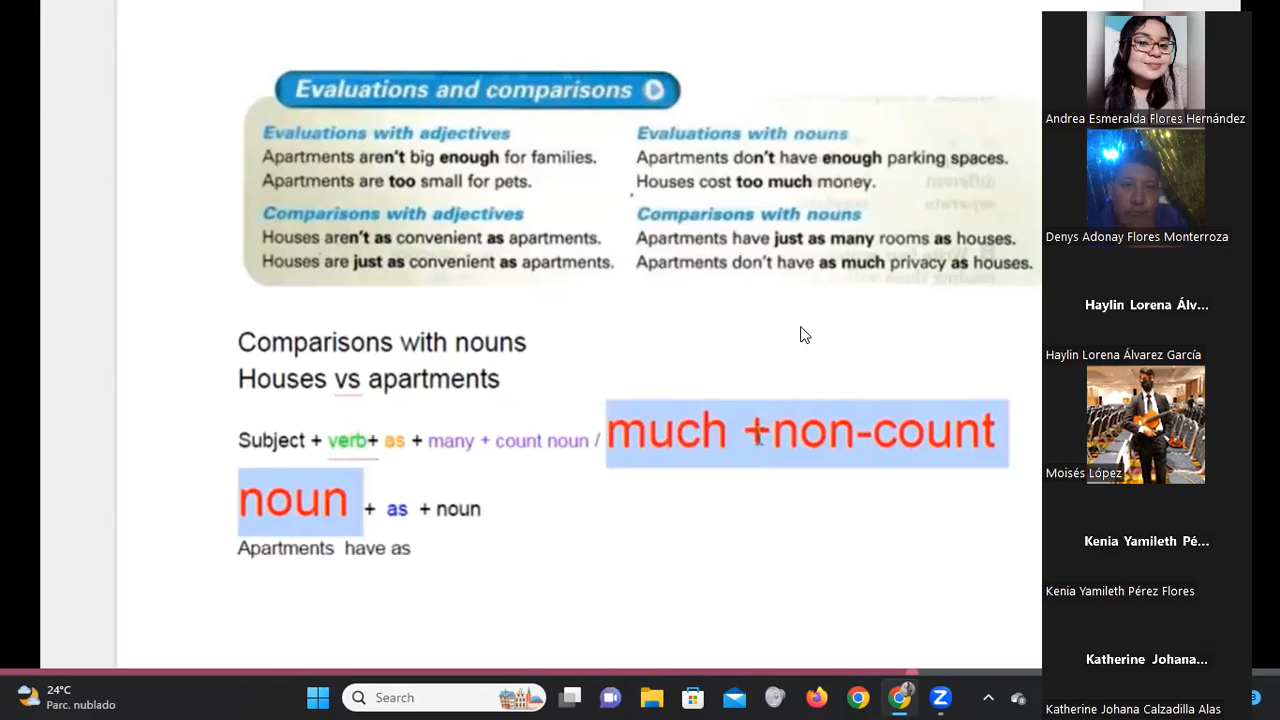 Evaluations and comparisons
Evaluations with adjectives
Apartments aren't big enough for families.
Apartments are too small for pets.
Comparisons with adjectives
Houses aren't as convenient as apartments.
Houses are just as convenient as apartments.
Evaluations with nouns
Apartments don't have enough parking spaces.
Houses cost too much money.
Comparisons with nouns
Apartments have just as many rooms as houses.
Apartments don't have as much privacy as houses.
Comparisons with nouns
Houses vs apartments
Subject + verb+ as + many + count noun / much +non-count
noun + as + noun
Apartments have as
Andrea Esmeralda Flores Hernández
Denys Adonay Flores Monterroza
Haylin Lorena Álv...
Haylin Lorena Álvarez García
Moisés López
Kenia Yamileth Pé...
Kenia Yamileth Pérez Flores
Katherine Johana...
Katherine Johana Calzadilla Alas
24°C
Parc. nublado
Search